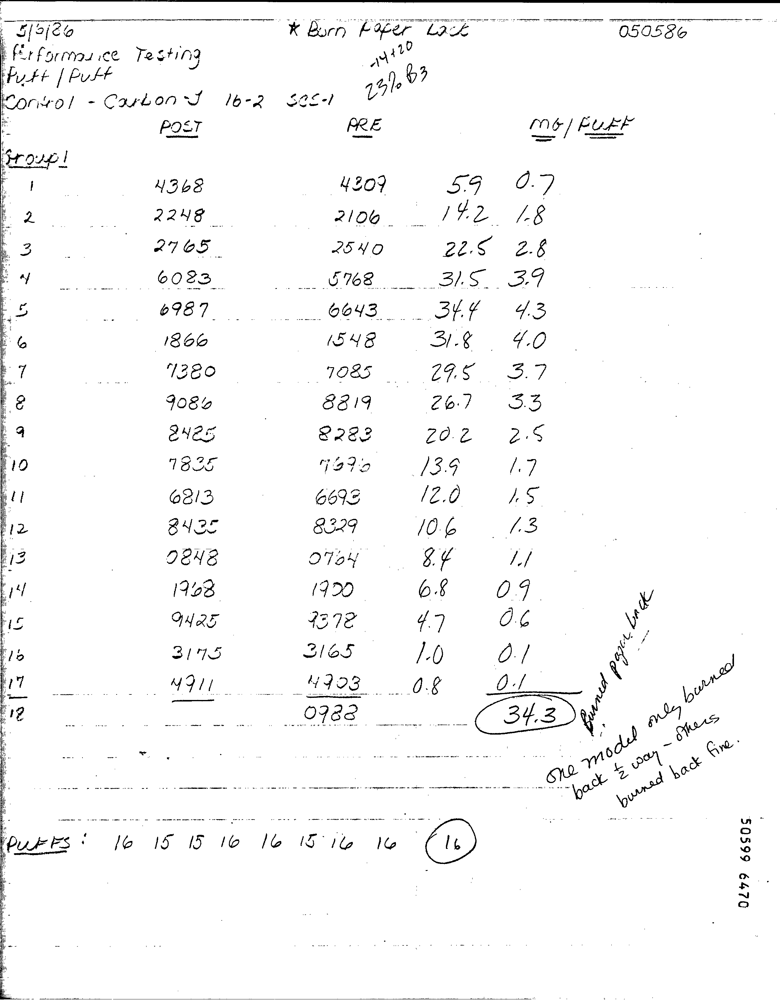 5/5/86 * Burn Paper Back 050586
Performance Testing -14+20
Puff / Puff 23% B3
Control - Carbon-J 16-2 SCS-1
POST PRE MG/PUFF
Group 1
1 4368 4309 5.9 0.7
2 2248 2106 14.2 1.8
3 2765 2540 22.5 2.8
4 6083 5768 31.5 3.9
5 6987 6643 34.4 4.3
6 1866 1548 31.8 4.0
7 7380 7085 29.5 3.7
8 9086 8819 26.7 3.3
9 8485 8283 20.2 2.5
10 7835 7696 13.9 1.7
11 6813 6693 12.0 1.5
12 8435 8329 10.6 1.3
13 0848 0764 8.4 1.1
14 1968 1900 6.8 0.9
15 9425 9378 4.7 0.6
16 3175 3165 1.0 0.1
17 4911 4903 0.8 0.1
18 0988 34.3
Burned paper back
One model only burned
back ½ way - others
burned back fine.
PUFFS: 16 15 15 16 16 15 16 16 16
50599 6470